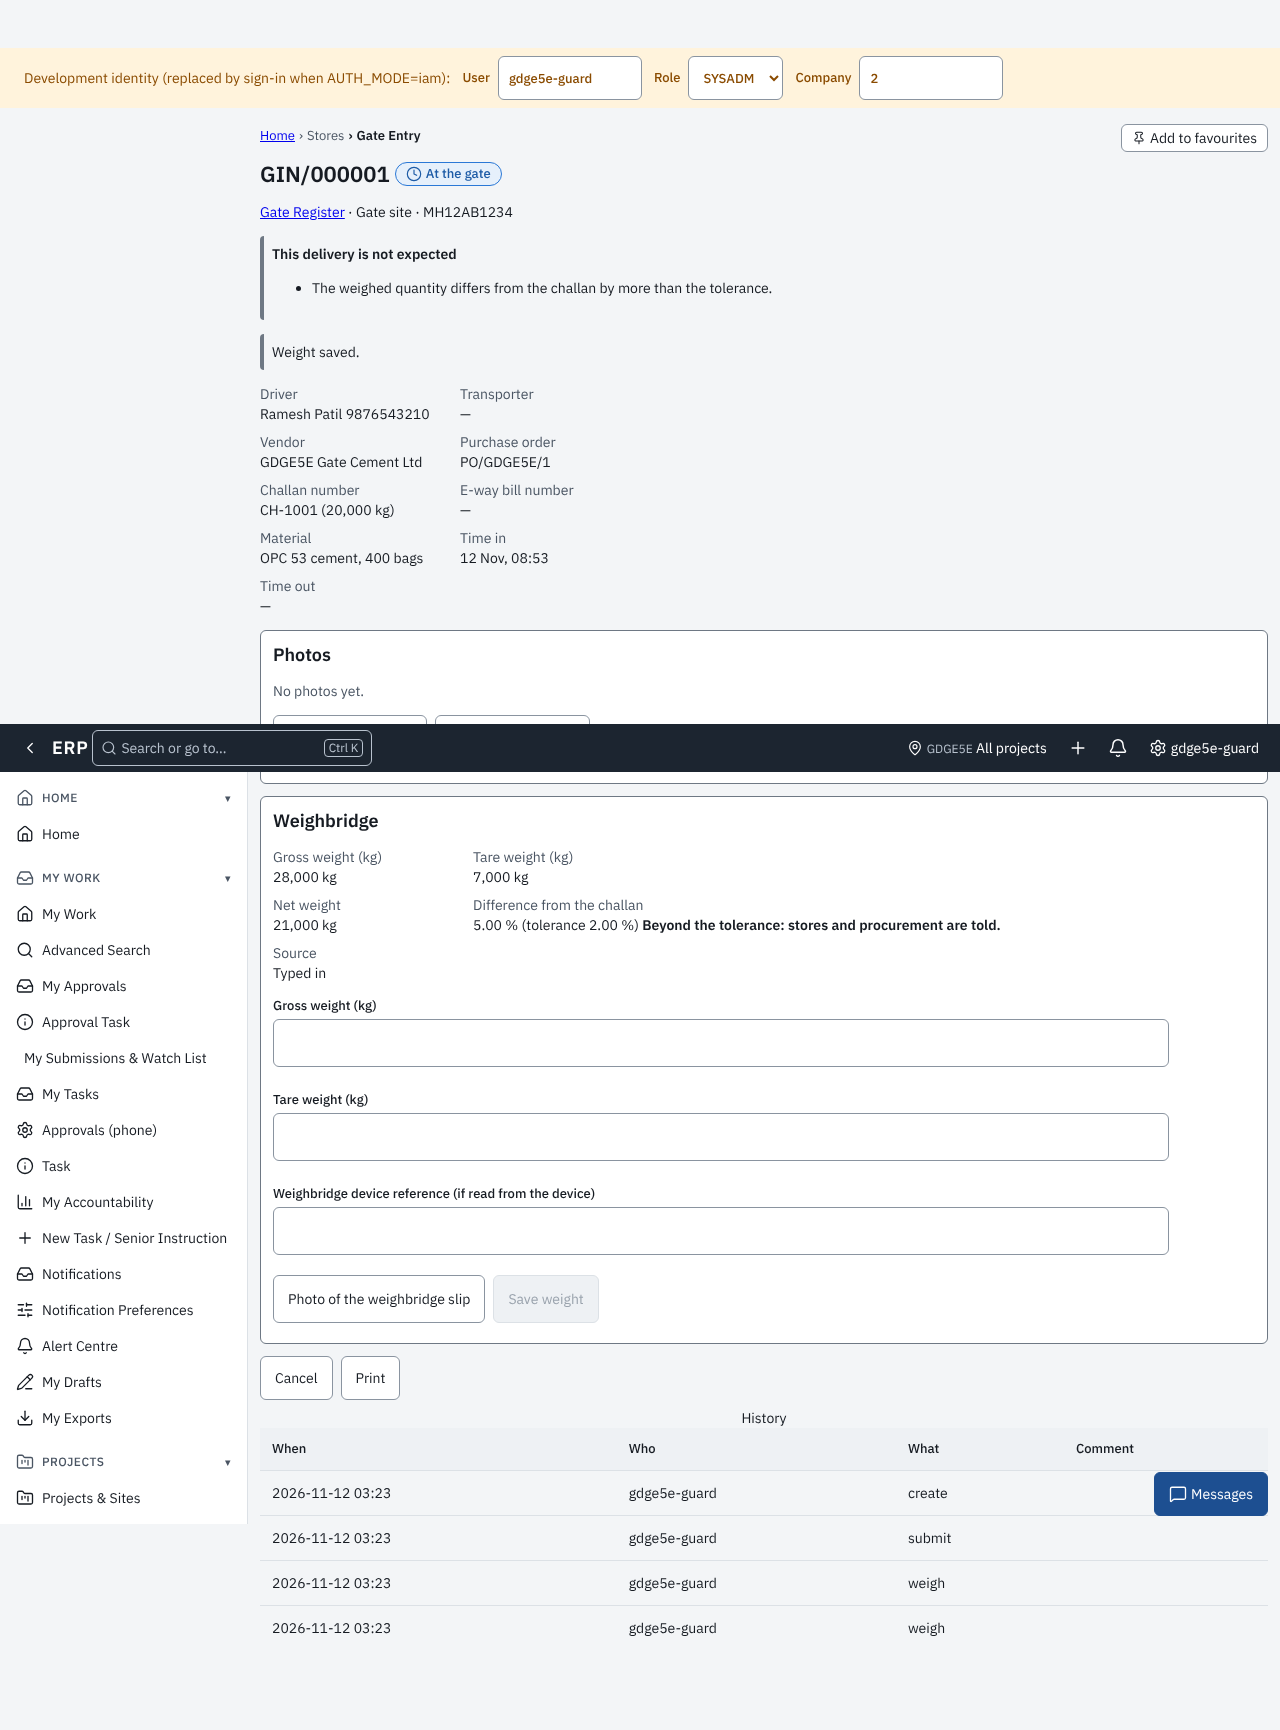 Development identity (replaced by sign-in when AUTH_MODE=iam): User gdge5e-guard Role SYSADM Company 2
Home › Stores › Gate Entry
Add to favourites
GIN/000001 At the gate
Gate Register · Gate site · MH12AB1234
This delivery is not expected
• The weighed quantity differs from the challan by more than the tolerance.
Weight saved.
Driver Transporter
Ramesh Patil 9876543210 —
Vendor Purchase order
GDGE5E Gate Cement Ltd PO/GDGE5E/1
Challan number E-way bill number
CH-1001 (20,000 kg) —
Material Time in
OPC 53 cement, 400 bags 12 Nov, 08:53
Time out
—
Photos
No photos yet.
ERP Search or go to... Ctrl K GDGE5E All projects gdge5e-guard
HOME
Home
MY WORK
My Work
Advanced Search
My Approvals
Approval Task
My Submissions & Watch List
My Tasks
Approvals (phone)
Task
My Accountability
New Task / Senior Instruction
Notifications
Notification Preferences
Alert Centre
My Drafts
My Exports
PROJECTS
Projects & Sites
Weighbridge
Gross weight (kg) Tare weight (kg)
28,000 kg 7,000 kg
Net weight Difference from the challan
21,000 kg 5.00 % (tolerance 2.00 %) Beyond the tolerance: stores and procurement are told.
Source
Typed in
Gross weight (kg)
Tare weight (kg)
Weighbridge device reference (if read from the device)
Photo of the weighbridge slip Save weight
Cancel Print
History
When Who What Comment
2026-11-12 03:23 gdge5e-guard create
Messages
2026-11-12 03:23 gdge5e-guard submit
2026-11-12 03:23 gdge5e-guard weigh
2026-11-12 03:23 gdge5e-guard weigh